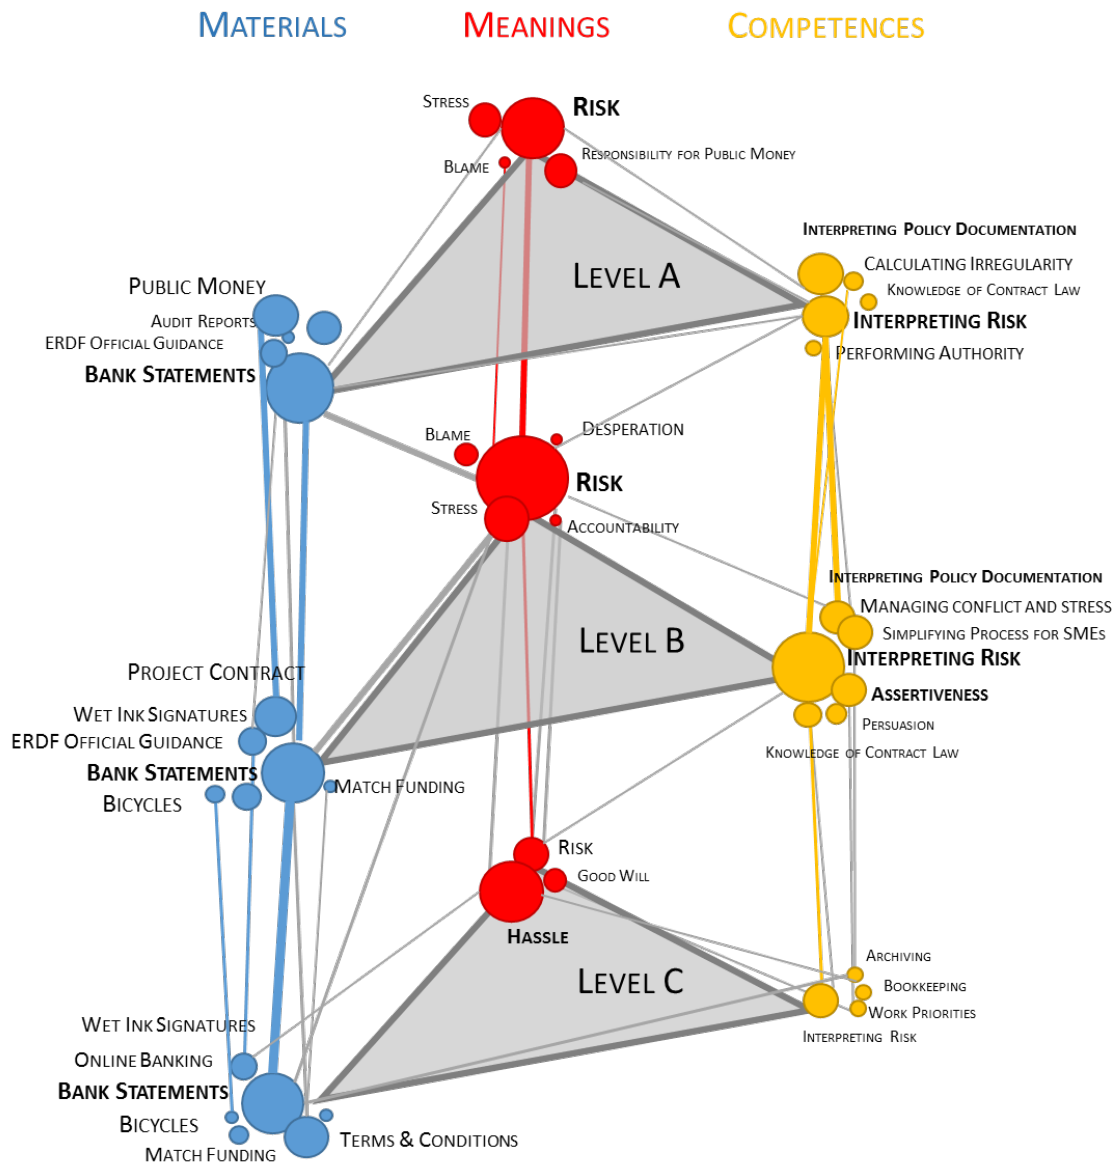 MATERIALS
MEANINGS
COMPETENCES
STRESS
RISK
BLAME
RESPONSIBILITY FOR PUBLIC MONEY
LEVEL A
INTERPRETING POLICY DOCUMENTATION
CALCULATING IRREGULARITY
KNOWLEDGE OF CONTRACT LAW
INTERPRETING RISK
PERFORMING AUTHORITY
PUBLIC MONEY
AUDIT REPORTS
ERDF OFFICIAL GUIDANCE
BANK STATEMENTS
BLAME
DESPERATION
RISK
STRESS
ACCOUNTABILITY
LEVEL B
INTERPRETING POLICY DOCUMENTATION
MANAGING CONFLICT AND STRESS
SIMPLIFYING PROCESS FOR SMES
INTERPRETING RISK
ASSERTIVENESS
PERSUASION
KNOWLEDGE OF CONTRACT LAW
PROJECT CONTRACT
WET INK SIGNATURES
ERDF OFFICIAL GUIDANCE
BANK STATEMENTS
MATCH FUNDING
BICYCLES
RISK
GOOD WILL
HASSLE
LEVEL C
ARCHIVING
BOOKKEEPING
WORK PRIORITIES
INTERPRETING RISK
WET INK SIGNATURES
ONLINE BANKING
BANK STATEMENTS
BICYCLES
TERMS & CONDITIONS
MATCH FUNDING